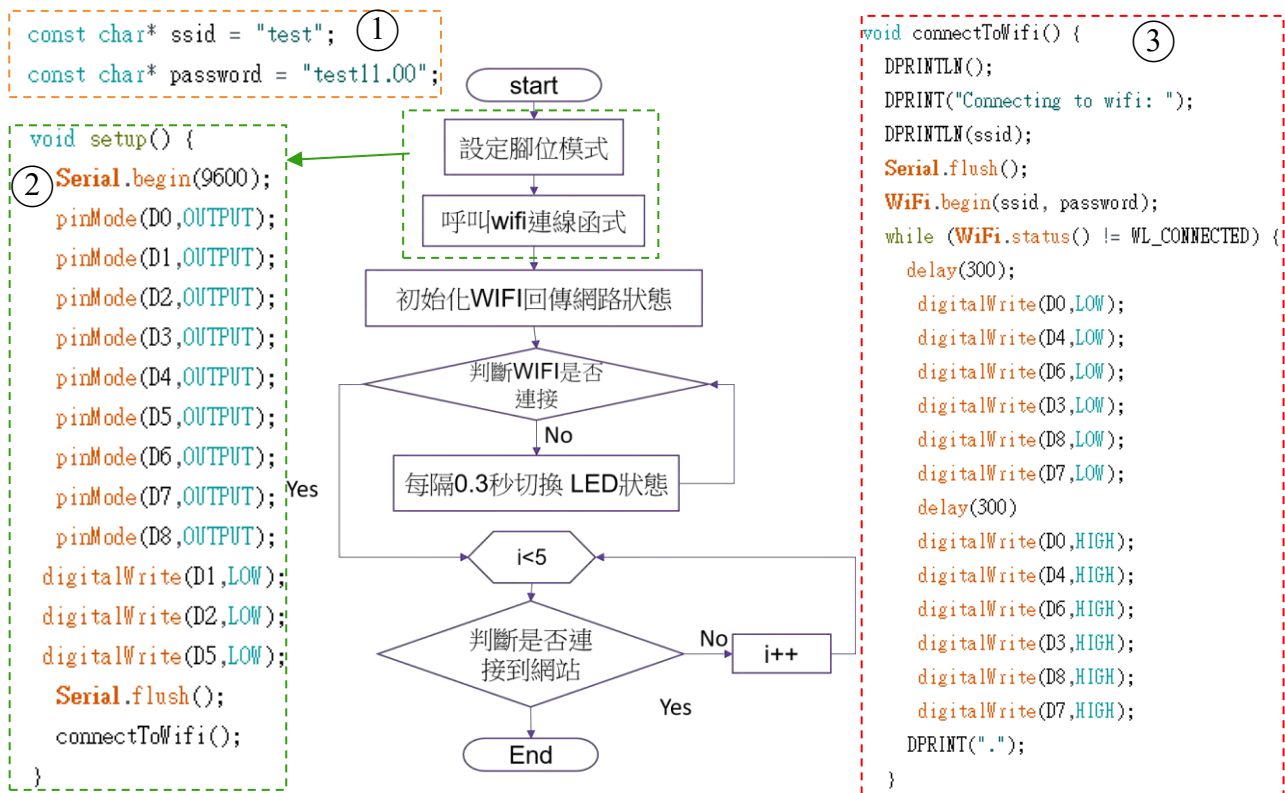 const char* ssid = "test";
①
const char* password = "test11.00";
void setup() {
②
Serial.begin(9600);
pinMode(D0,OUTPUT);
pinMode(D1,OUTPUT);
pinMode(D2,OUTPUT);
pinMode(D3,OUTPUT);
pinMode(D4,OUTPUT);
pinMode(D5,OUTPUT);
pinMode(D6,OUTPUT);
pinMode(D7,OUTPUT);
pinMode(D8,OUTPUT);
digitalWrite(D1,LOW);
digitalWrite(D2,LOW);
digitalWrite(D5,LOW);
Serial.flush();
connectToWifi();
}
start
設定腳位模式
呼叫wifi連線函式
初始化WIFI回傳網路狀態
判斷WIFI是否
連接
No
每隔0.3秒切換 LED狀態
Yes
i<5
判斷是否連
接到網站
No
i++
Yes
End
void connectToWifi() {
③
DPRINTLN();
DPRINT("Connecting to wifi: ");
DPRINTLN(ssid);
Serial.flush();
WiFi.begin(ssid, password);
while (WiFi.status() != WL_CONNECTED) {
delay(300);
digitalWrite(D0,LOW);
digitalWrite(D4,LOW);
digitalWrite(D6,LOW);
digitalWrite(D3,LOW);
digitalWrite(D8,LOW);
digitalWrite(D7,LOW);
delay(300)
digitalWrite(D0,HIGH);
digitalWrite(D4,HIGH);
digitalWrite(D6,HIGH);
digitalWrite(D3,HIGH);
digitalWrite(D8,HIGH);
digitalWrite(D7,HIGH);
DPRINT(".");
}